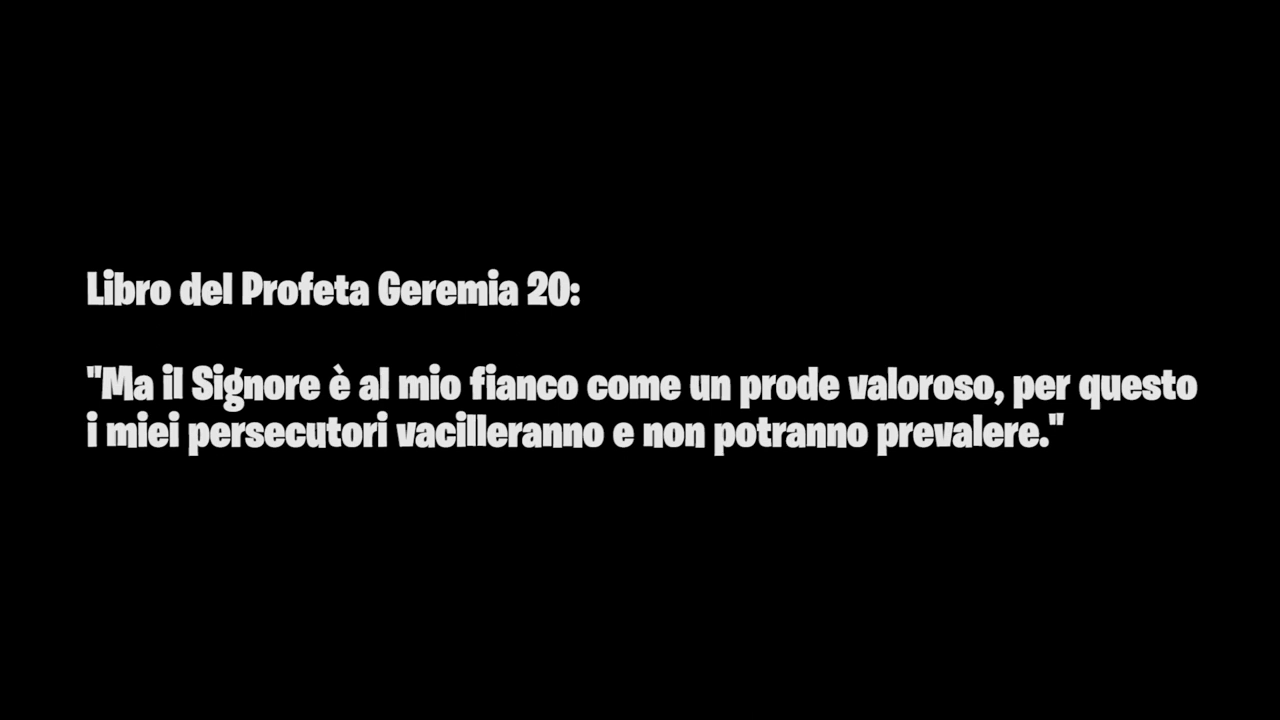 Libro del Profeta Geremia 20:
"Ma il Signore è al mio fianco come un prode valoroso, per questo
i miei persecutori vacilleranno e non potranno prevalere."